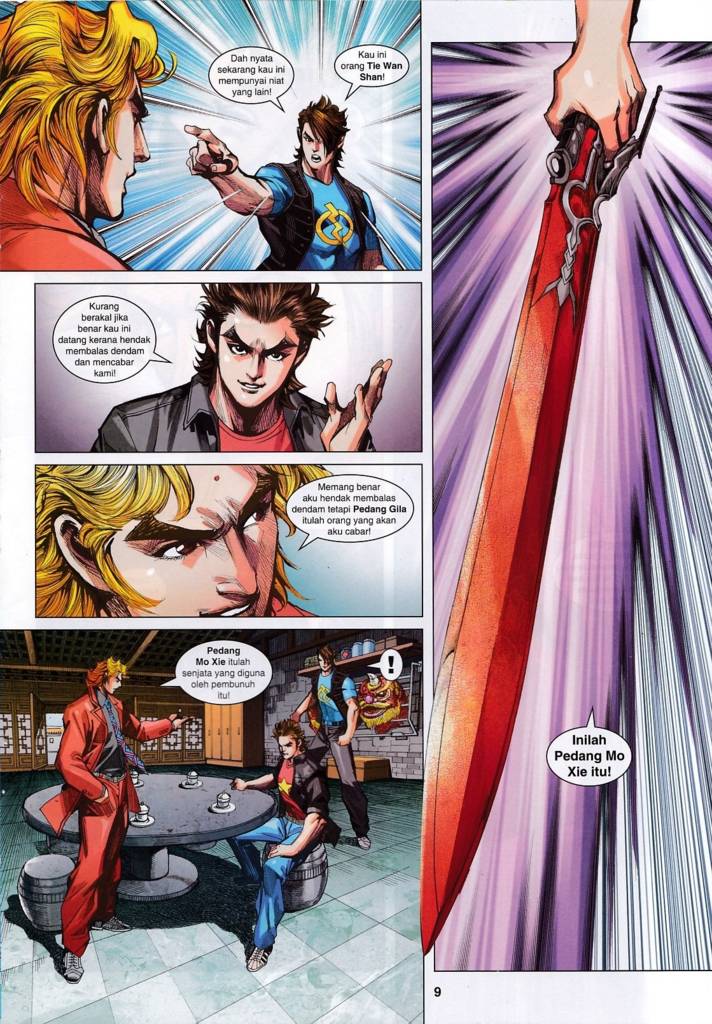 Dah nyata
sekarang kau ini
mempunyai niat
yang lain!
Kau ini
orang Tie Wan
Shan!
Kurang
berakal jika
benar kau ini
datang kerana hendak
membalas dendam
dan mencabar
kami!
Memang benar
aku hendak membalas
dendam tetapi Pedang Gila
itulah orang yang akan
aku cabar!
Pedang
Mo Xie itulah
senjata yang diguna
oleh pembunuh
itu!
!
Inilah
Pedang Mo
Xie itu!
9